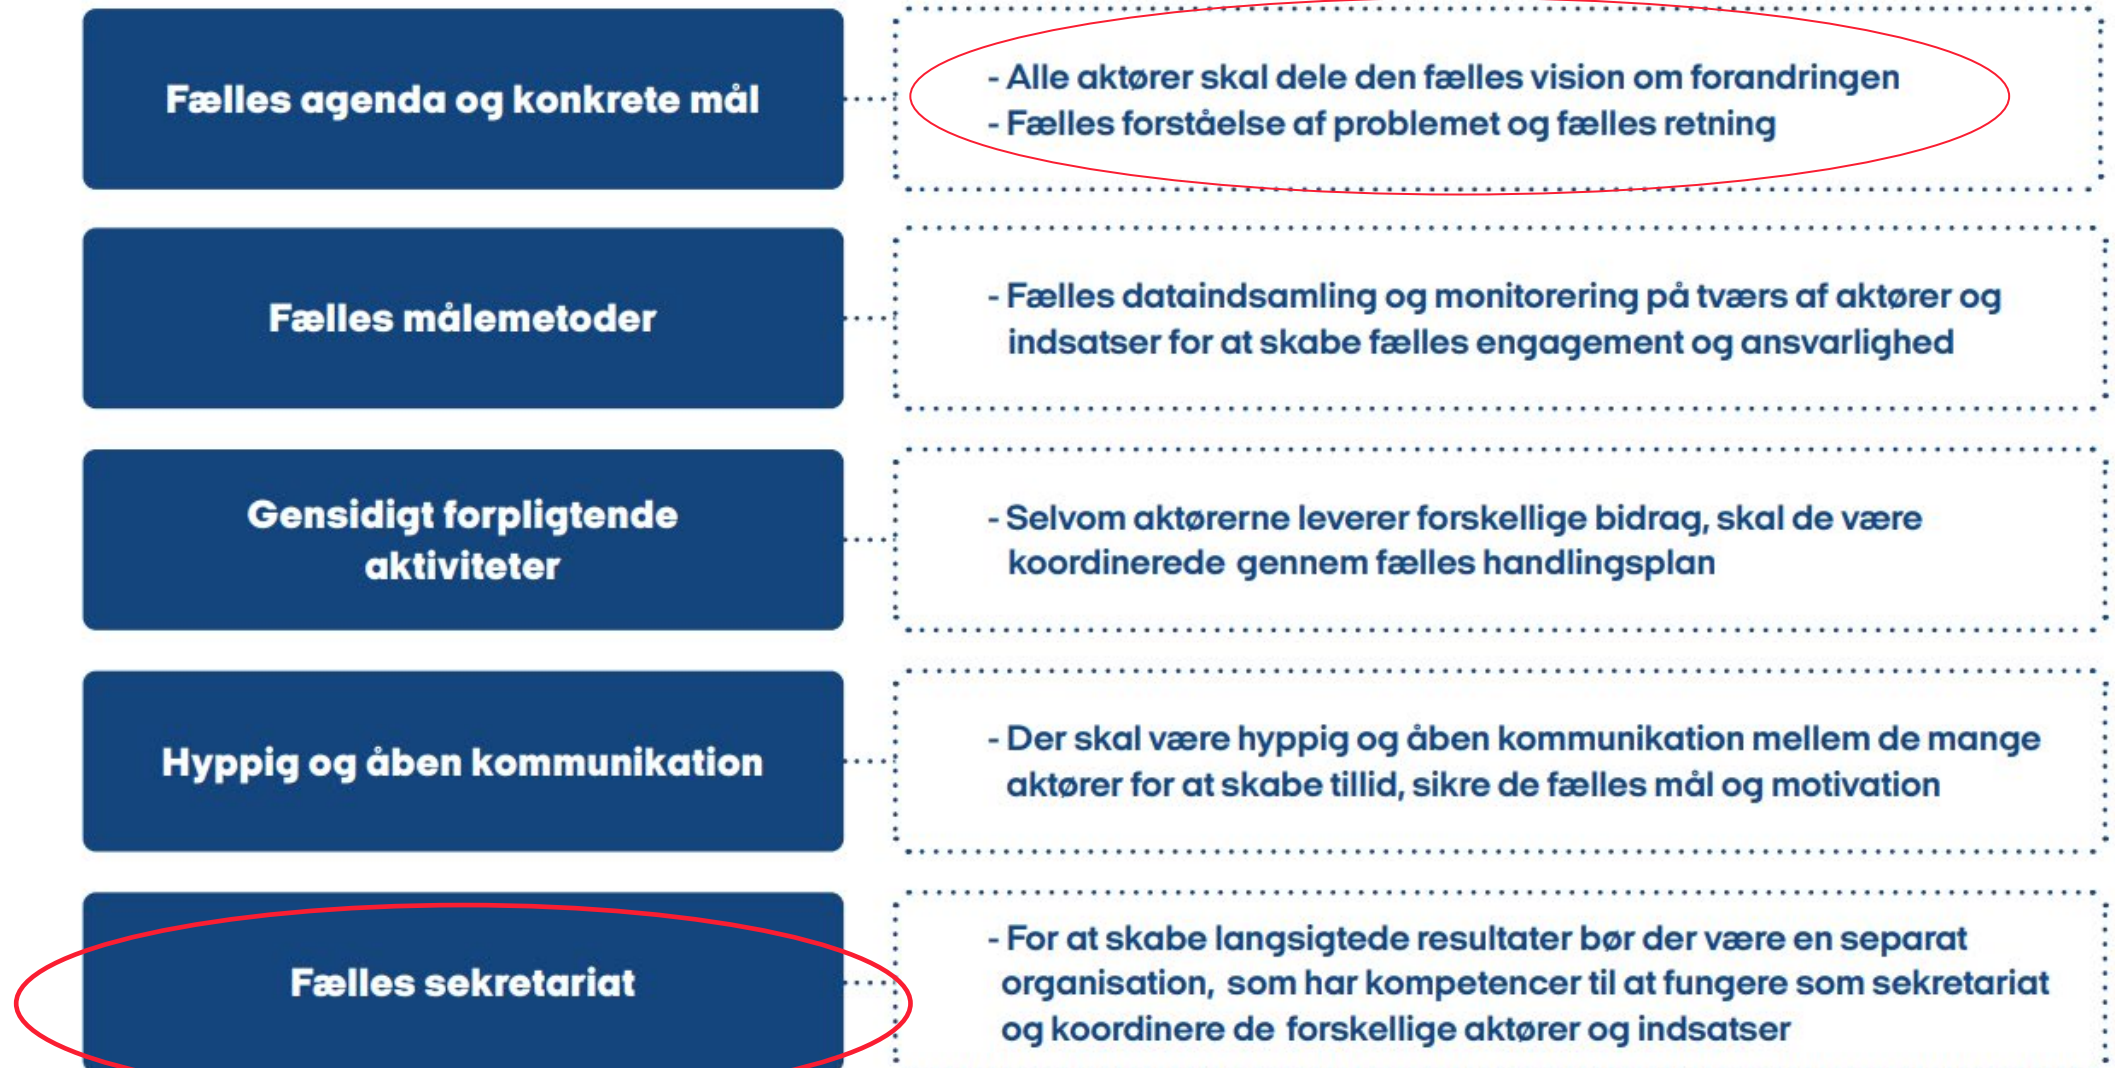 Fælles agenda og konkrete mål
- Alle aktører skal dele den fælles vision om forandringen
- Fælles forståelse af problemet og fælles retning
Fælles målemetoder
- Fælles dataindsamling og monitorering på tværs af aktører og
indsatser for at skabe fælles engagement og ansvarlighed
Gensidigt forpligtende
aktiviteter
- Selvom aktørerne leverer forskellige bidrag, skal de være
koordinerede gennem fælles handlingsplan
Hyppig og åben kommunikation
- Der skal være hyppig og åben kommunikation mellem de mange
aktører for at skabe tillid, sikre de fælles mål og motivation
Fælles sekretariat
- For at skabe langsigtede resultater bør der være en separat
organisation, som har kompetencer til at fungere som sekretariat
og koordinere de forskellige aktører og indsatser